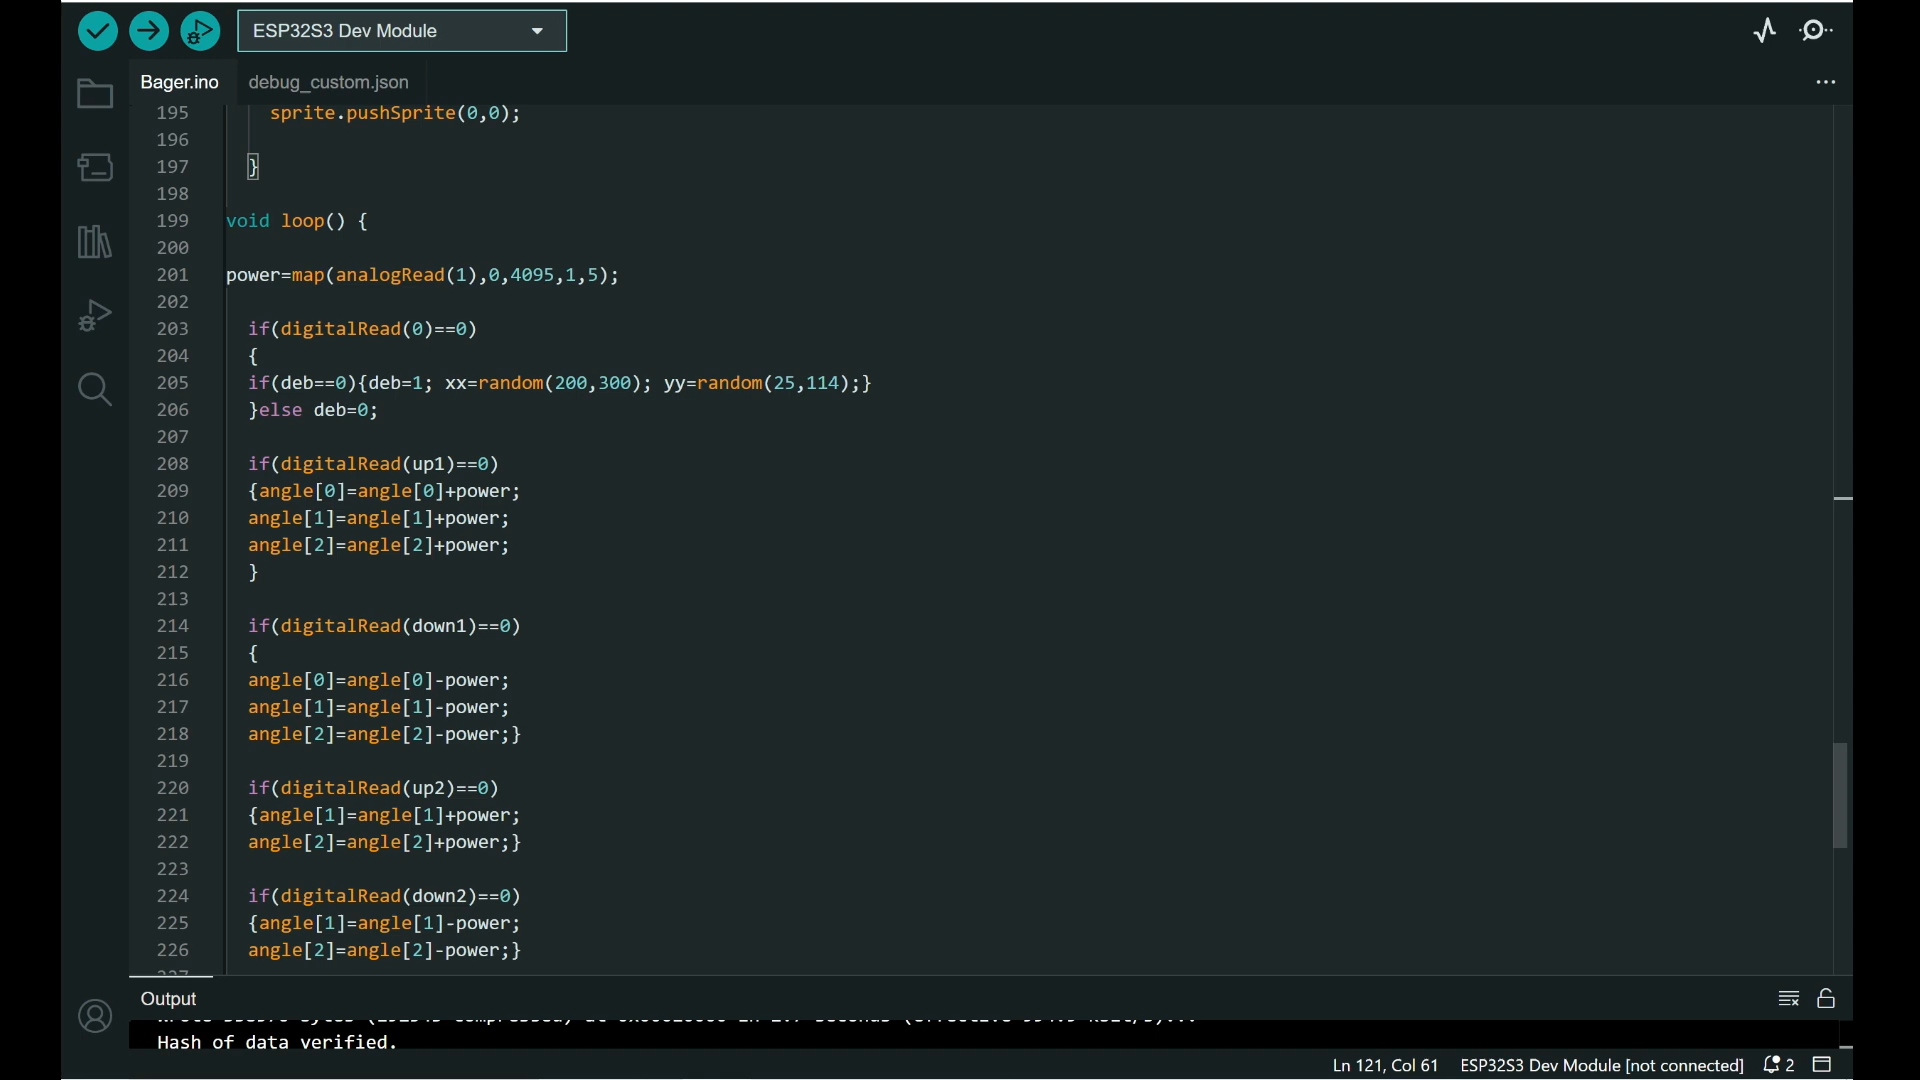 ESP32S3 Dev Module
Bager.ino
debug_custom.json
195 sprite.pushSprite(0,0);
196
197 }
198
199 void loop() {
200
201 power=map(analogRead(1),0,4095,1,5);
202
203 if(digitalRead(0)==0)
204 {
205 if(deb==0){deb=1; xx=random(200,300); yy=random(25,114);}
206 }else deb=0;
207
208 if(digitalRead(up1)==0)
209 {angle[0]=angle[0]+power;
210 angle[1]=angle[1]+power;
211 angle[2]=angle[2]+power;
212 }
213
214 if(digitalRead(down1)==0)
215 {
216 angle[0]=angle[0]-power;
217 angle[1]=angle[1]-power;
218 angle[2]=angle[2]-power;}
219
220 if(digitalRead(up2)==0)
221 {angle[1]=angle[1]+power;
222 angle[2]=angle[2]+power;}
223
224 if(digitalRead(down2)==0)
225 {angle[1]=angle[1]-power;
226 angle[2]=angle[2]-power;}
Output
Hash of data verified.
Ln 121, Col 61 ESP32S3 Dev Module [not connected] 2